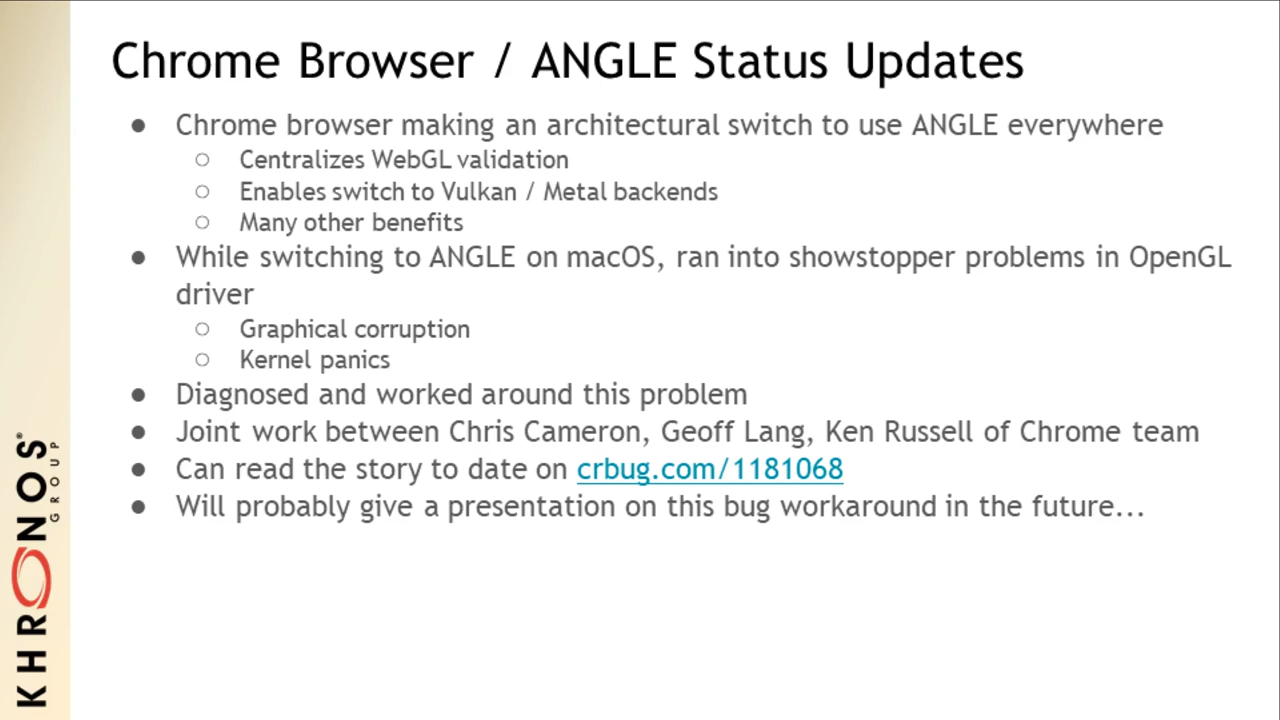 Chrome Browser / ANGLE Status Updates
● Chrome browser making an architectural switch to use ANGLE everywhere
○ Centralizes WebGL validation
○ Enables switch to Vulkan / Metal backends
○ Many other benefits
● While switching to ANGLE on macOS, ran into showstopper problems in OpenGL
driver
○ Graphical corruption
○ Kernel panics
● Diagnosed and worked around this problem
● Joint work between Chris Cameron, Geoff Lang, Ken Russell of Chrome team
● Can read the story to date on crbug.com/1181068
● Will probably give a presentation on this bug workaround in the future...
KHRONOS®
GROUP